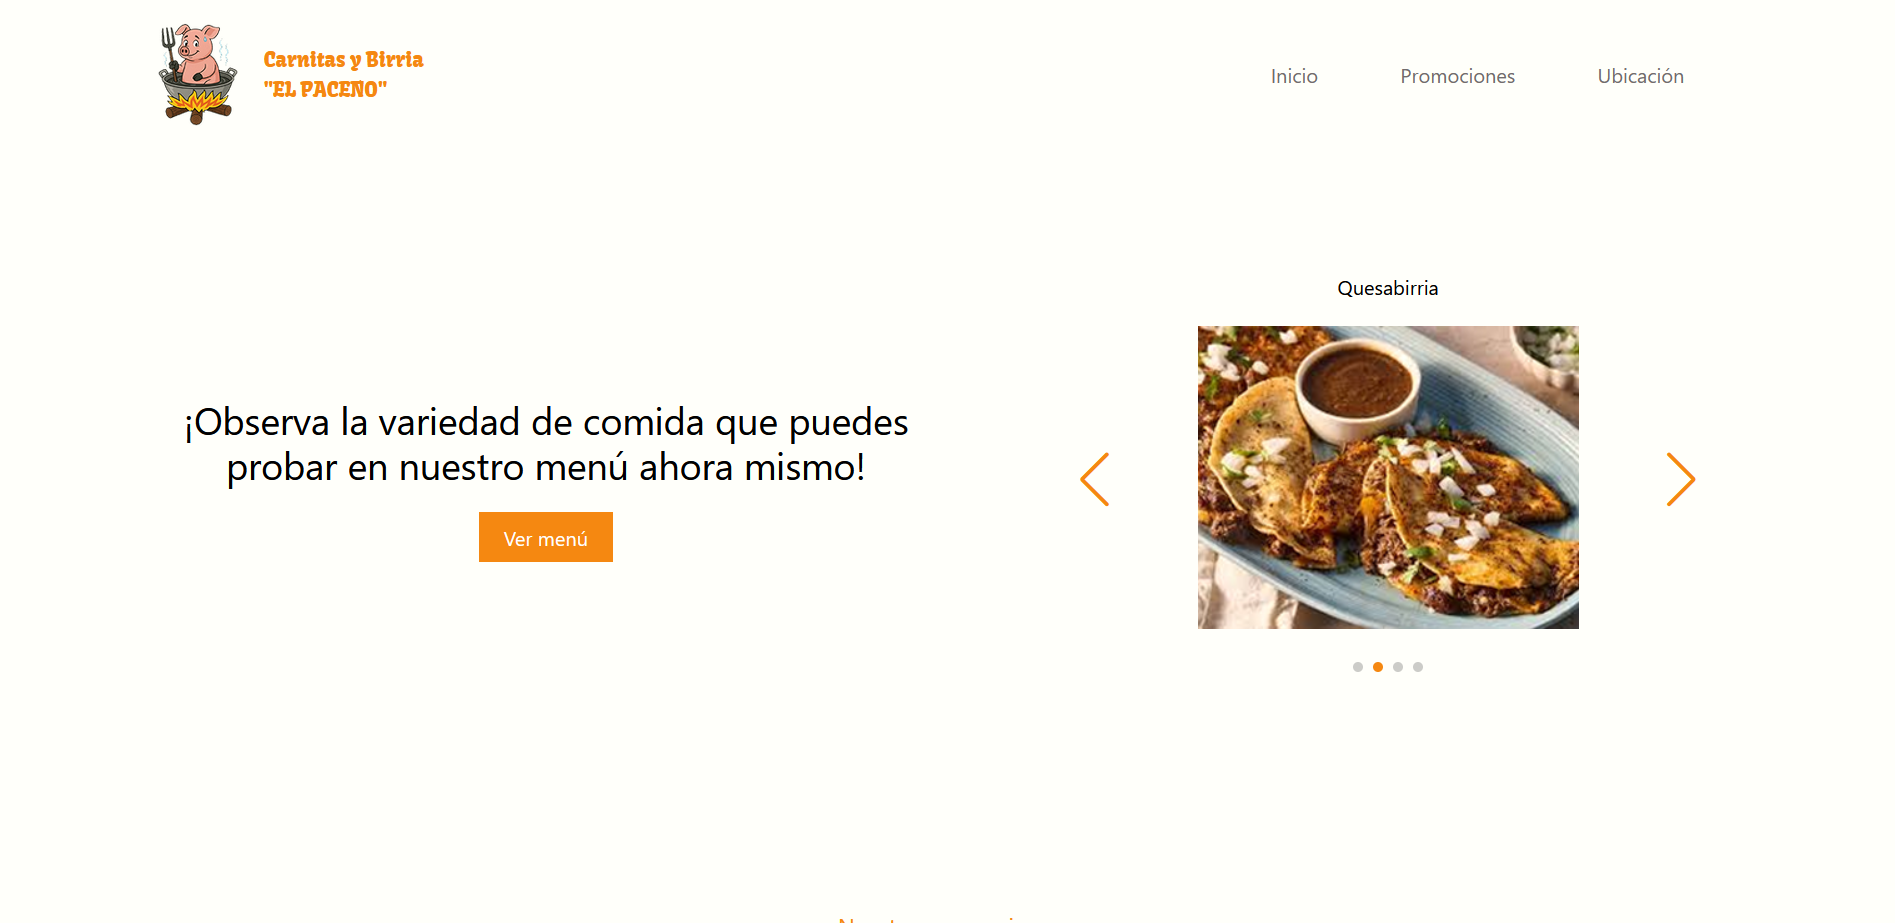 Carnitas y Birria
"EL PACEÑO"
Inicio
Promociones
Ubicación
Quesabirria
¡Observa la variedad de comida que puedes
probar en nuestro menú ahora mismo!
Ver menú